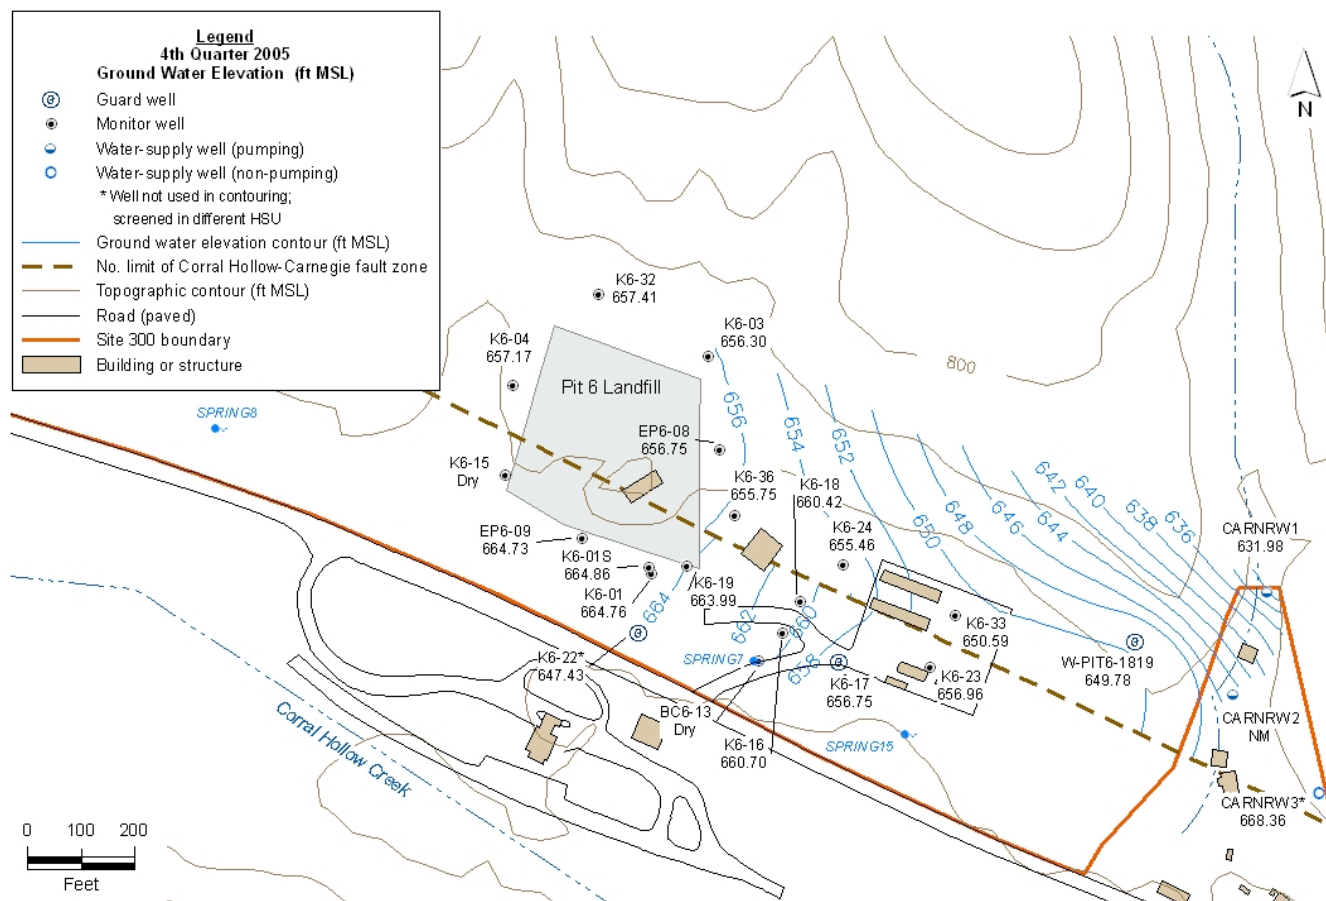 Legend
4th Quarter 2005
Ground Water Elevation (ft MSL)
Guard well
Monitor well
Water-supply well (pumping)
Water-supply well (non-pumping)
* Well not used in contouring;
screened in different HSU
Ground water elevation contour (ft MSL)
No. limit of Corral Hollow-Carnegie fault zone
Topographic contour (ft MSL)
Road (paved)
Site 300 boundary
Building or structure
N
K6-32
657.41
K6-03
656.30
K6-04
657.17
800
Pit 6 Landfill
656
654
652
650
648
646
644
642
640
638
636
SPRING8
EP6-08
656.75
K6-15
Dry
K6-36
655.75
K6-18
660.42
K6-24
655.46
CARNRW1
631.98
EP6-09
664.73
K6-01S
664.86
K6-01
664.76
K6-19
663.99
664
662
660
658
K6-33
650.59
W-PIT6-1819
649.78
K6-22*
647.43
SPRING7
K6-17
656.75
K6-23
656.96
BC6-13
Dry
K6-16
660.70
SPRING15
CARNRW2
NM
CARNRW3*
668.36
Corral Hollow Creek
0 100 200
Feet